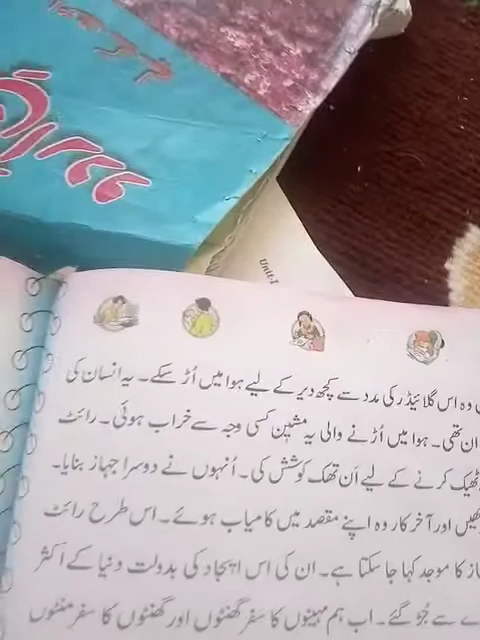 Unit-I
وہ اس گلائیڈر کی مدد سے کچھ دیر کے لیے ہوا میں اُڑ سکے۔ یہ انسان کی
ان تھی۔ ہوا میں اُڑنے والی یہ مشین کسی وجہ سے خراب ہوئی۔ رائٹ
ٹھیک کرنے کے لیے اَن تھک کوشش کی۔ اُنہوں نے دوسرا جہاز بنایا۔
اور آخر کار وہ اپنے مقصد میں کامیاب ہوئے۔ اس طرح رائٹ
کا موجد کہا جا سکتا ہے۔ ان کی اس ایجاد کی بدولت دنیا کے اکثر
سے جُڑ گئے۔ اب ہم مہینوں کا سفر گھنٹوں اور گھنٹوں کا سفر منٹوں